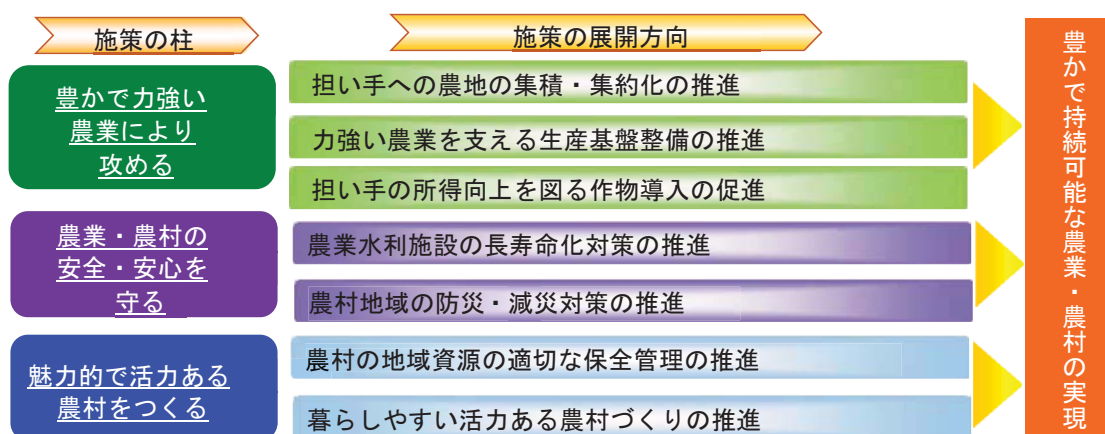 施策の柱
施策の展開方向
豊かで力強い
農業により
攻める
担い手への農地の集積・集約化の推進
力強い農業を支える生産基盤整備の推進
担い手の所得向上を図る作物導入の促進
農業・農村の
安全・安心を
守る
農業水利施設の長寿命化対策の推進
農村地域の防災・減災対策の推進
魅力的で活力ある
農村をつくる
農村の地域資源の適切な保全管理の推進
暮らしやすい活力ある農村づくりの推進
豊かで持続可能な農業・農村の実現